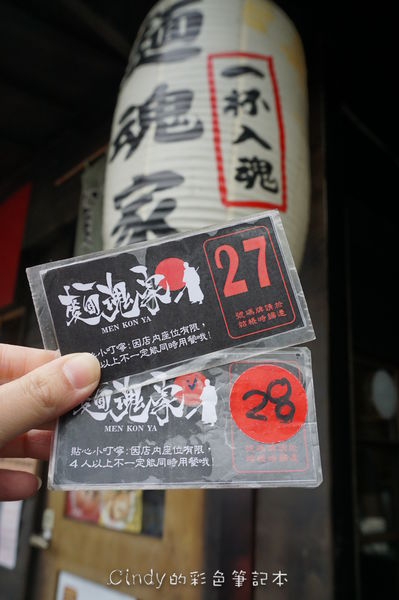 麺魂家
一杯入魂
麺魂家
MEN KON YA
貼心小叮嚀:因店內座位有限,
人以上不一定能同時用餐哦!
27
號碼牌請於
結帳時歸還
麺魂家
MEN KON YA
貼心小叮嚀:因店內座位有限,
4人以上不一定能同時用餐哦!
28
Cindy的彩色筆記本